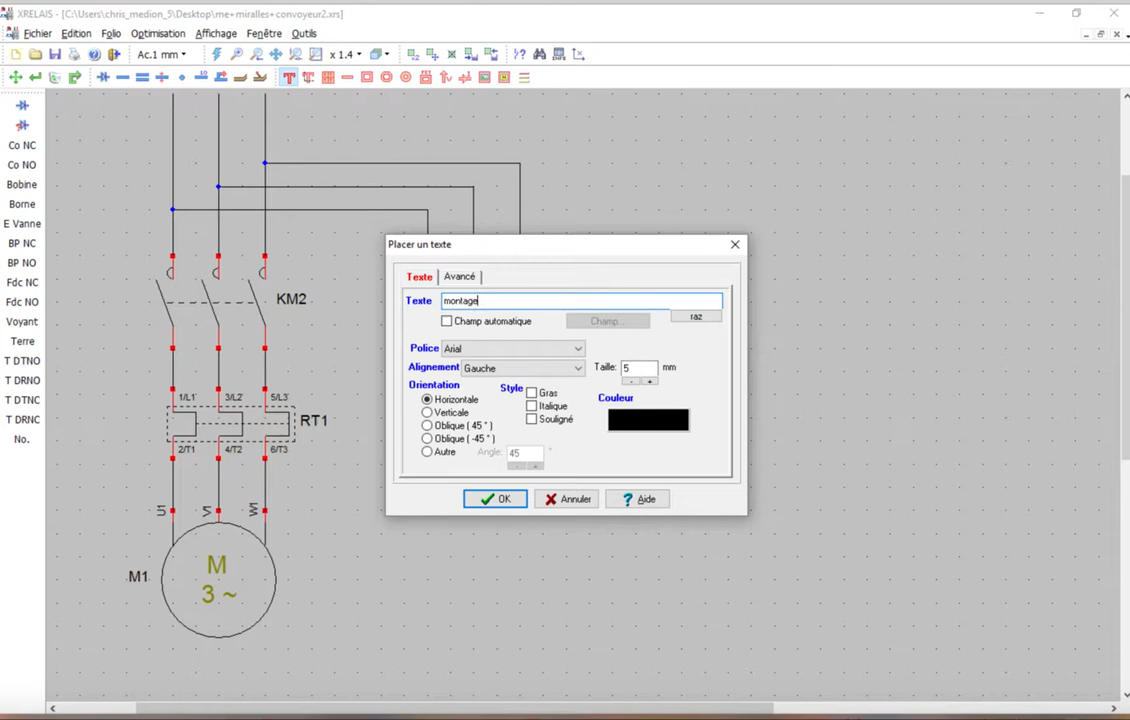 XRELAIS - [C:\Users\chris_medion_5\Desktop\me+miralles+convoyeur2.xrs]
Fichier Edition Folio Optimisation Affichage Fenêtre Outils
Ac.1 mm x 1.4
Co NC
Co NO
Bobine
Borne
E Vanne
BP NC
BP NO
Fdc NC
Fdc NO
Voyant
Terre
T DTNO
T DRNO
T DTNC
T DRNC
No.
KM2
1/L1' 3/L2' 5/L3'
RT1
2/T1 4/T2 6/T3
U1 V1 W1
M1
M
3 ~
Placer un texte
Texte Avancé
Texte montage
Champ automatique Champ... raz
Police Arial
Alignement Gauche Taille: 5 mm
Orientation
Horizontale
Verticale
Oblique ( 45 ° )
Oblique ( -45 ° )
Autre Angle: 45 °
Style
Gras
Italique
Souligné
Couleur
OK Annuler Aide